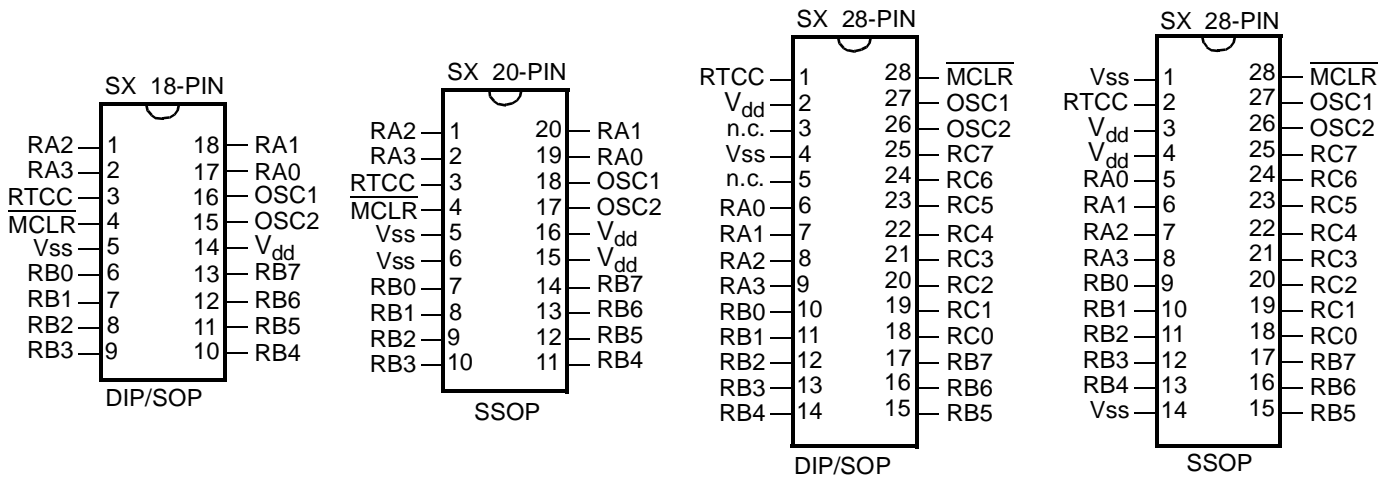 SX 18-PIN
RA2 1 18 RA1
RA3 2 17 RA0
RTCC 3 16 OSC1
MCLR 4 15 OSC2
Vss 5 14 Vdd
RB0 6 13 RB7
RB1 7 12 RB6
RB2 8 11 RB5
RB3 9 10 RB4
DIP/SOP
SX 20-PIN
RA2 1 20 RA1
RA3 2 19 RA0
RTCC 3 18 OSC1
MCLR 4 17 OSC2
Vss 5 16 Vdd
Vss 6 15 Vdd
RB0 7 14 RB7
RB1 8 13 RB6
RB2 9 12 RB5
RB3 10 11 RB4
SSOP
SX 28-PIN
RTCC 1 28 MCLR
Vdd 2 27 OSC1
n.c. 3 26 OSC2
Vss 4 25 RC7
n.c. 5 24 RC6
RA0 6 23 RC5
RA1 7 22 RC4
RA2 8 21 RC3
RA3 9 20 RC2
RB0 10 19 RC1
RB1 11 18 RC0
RB2 12 17 RB7
RB3 13 16 RB6
RB4 14 15 RB5
DIP/SOP
SX 28-PIN
Vss 1 28 MCLR
RTCC 2 27 OSC1
Vdd 3 26 OSC2
Vdd 4 25 RC7
RA0 5 24 RC6
RA1 6 23 RC5
RA2 7 22 RC4
RA3 8 21 RC3
RB0 9 20 RC2
RB1 10 19 RC1
RB2 11 18 RC0
RB3 12 17 RB7
RB4 13 16 RB6
Vss 14 15 RB5
SSOP